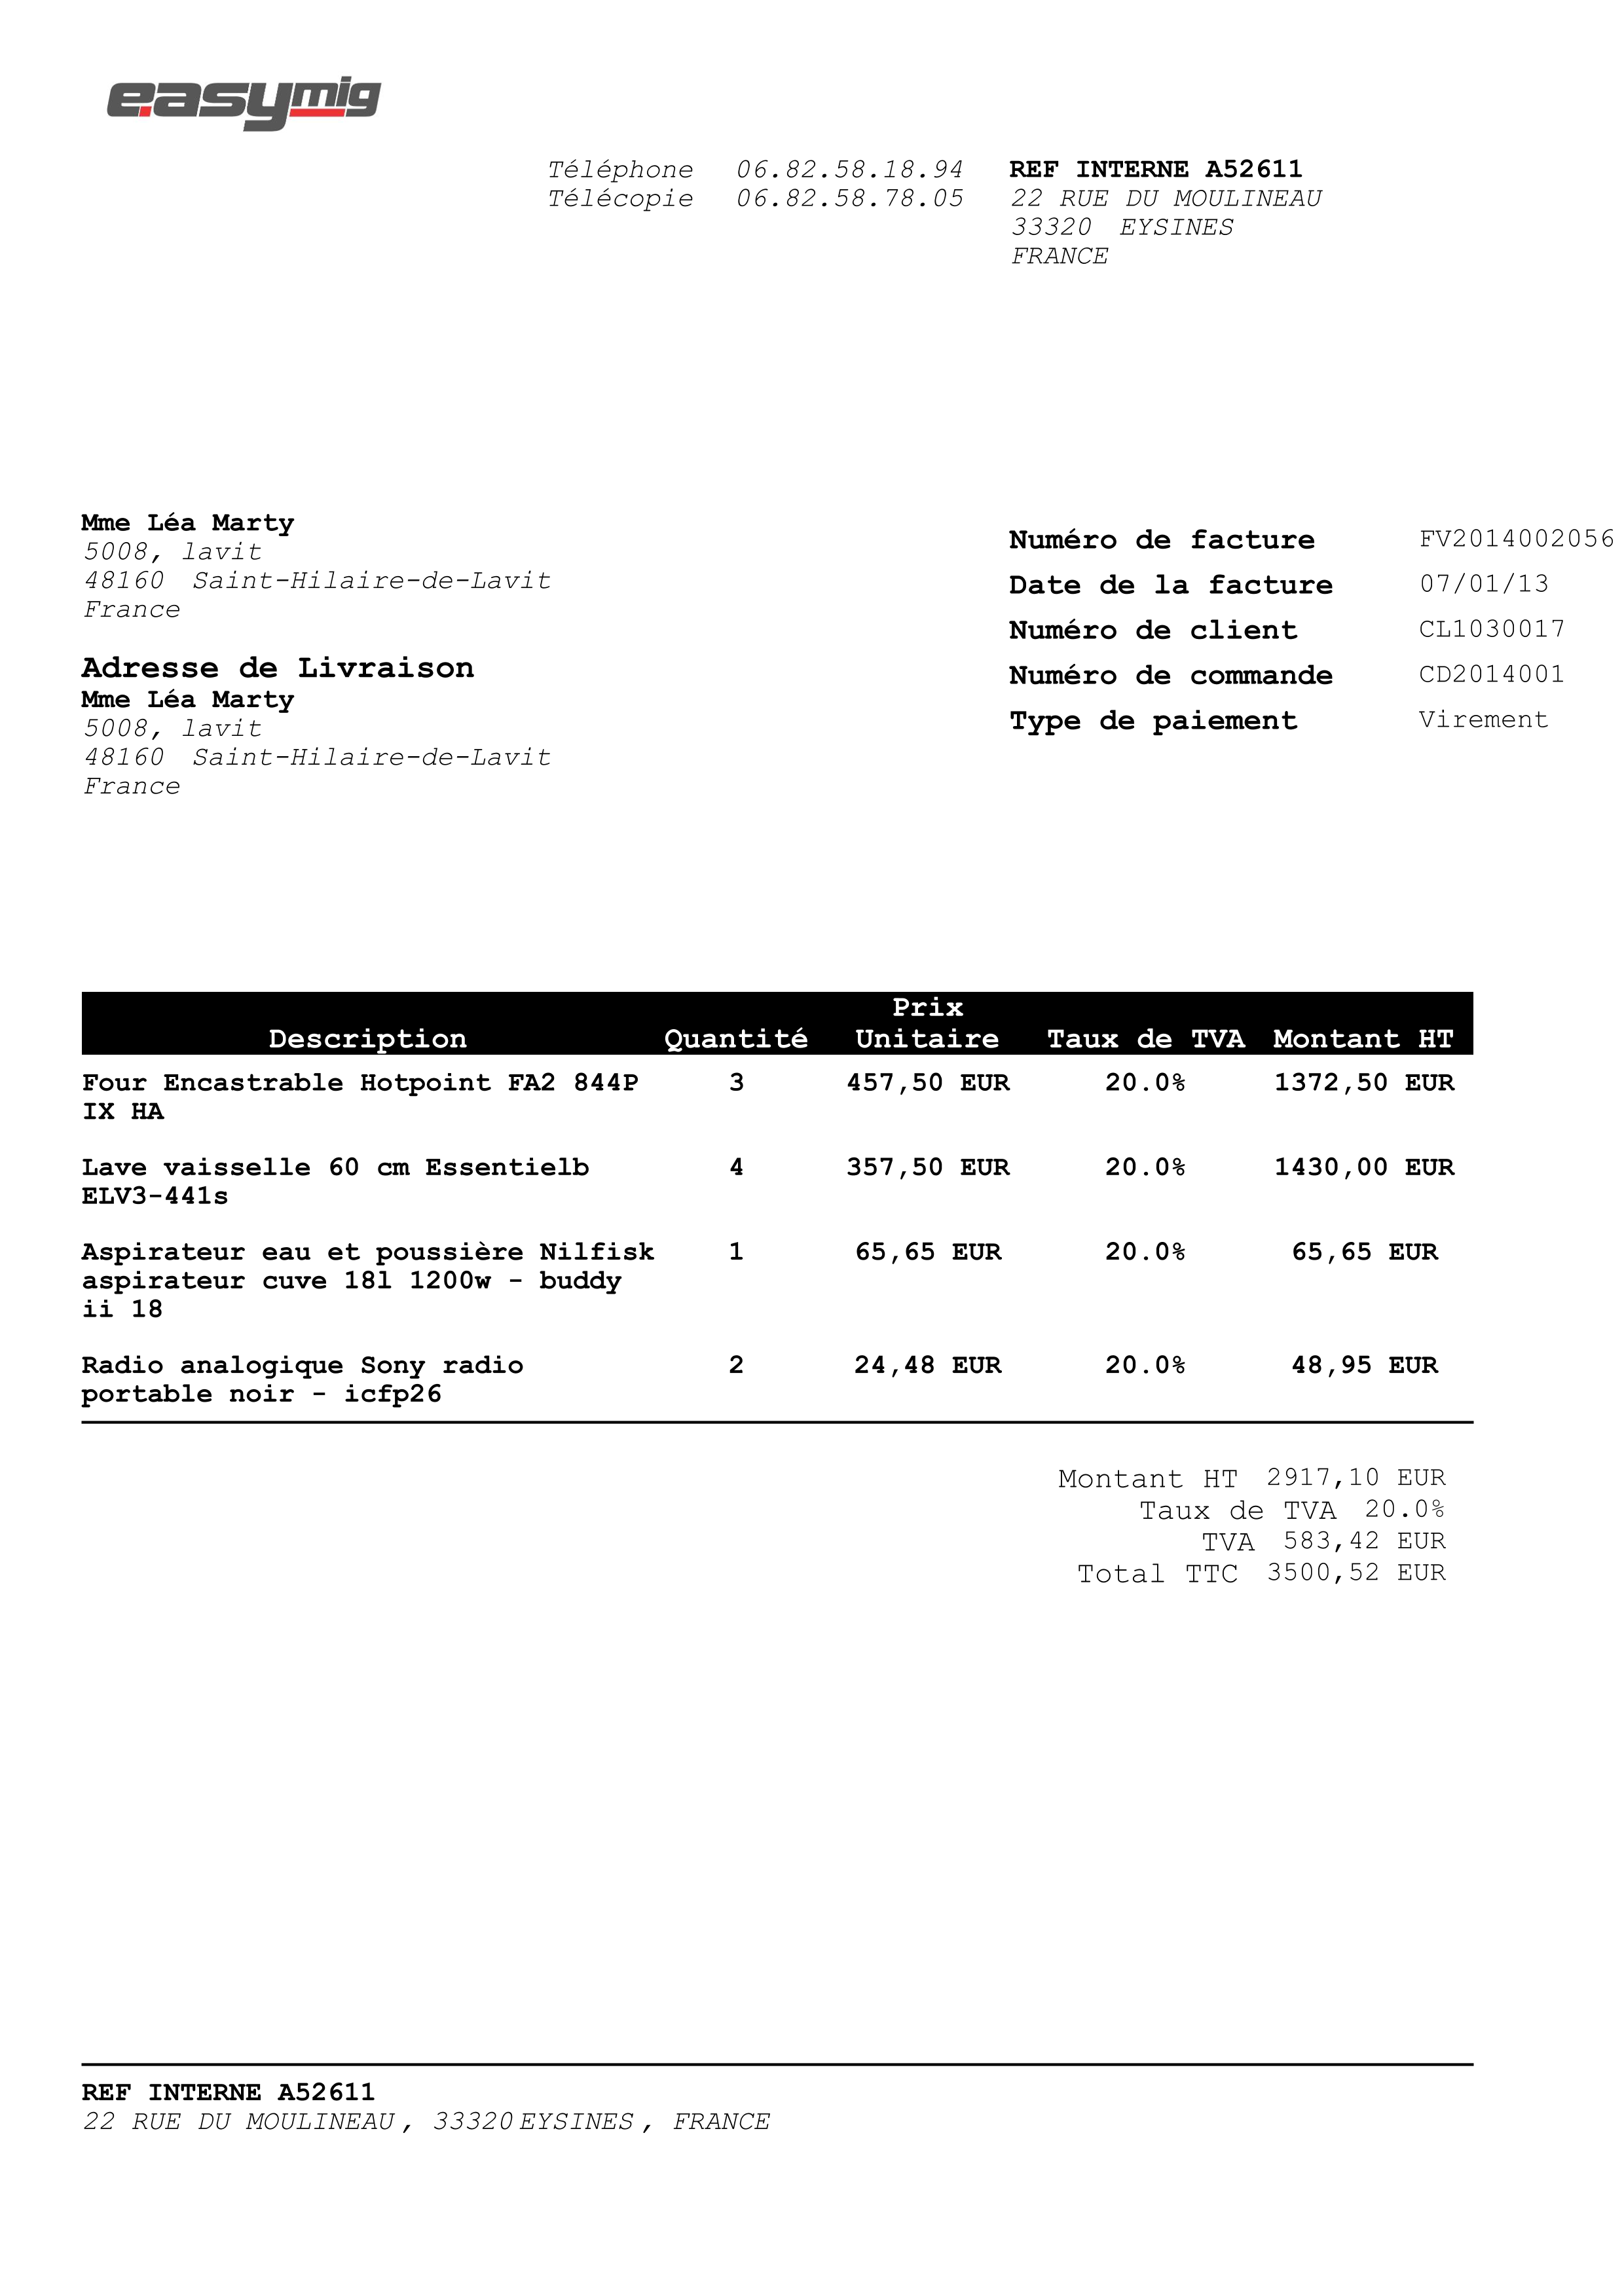 easymig
Téléphone 06.82.58.18.94
Télécopie 06.82.58.78.05
REF INTERNE A52611
22 RUE DU MOULINEAU
33320 EYSINES
FRANCE
Mme Léa Marty
5008, lavit
48160 Saint-Hilaire-de-Lavit
France
Adresse de Livraison
Mme Léa Marty
5008, lavit
48160 Saint-Hilaire-de-Lavit
France
Numéro de facture FV2014002056
Date de la facture 07/01/13
Numéro de client CL1030017
Numéro de commande CD2014001
Type de paiement Virement
Prix
Description Quantité Unitaire Taux de TVA Montant HT
Four Encastrable Hotpoint FA2 844P 3 457,50 EUR 20.0% 1372,50 EUR
IX HA
Lave vaisselle 60 cm Essentielb 4 357,50 EUR 20.0% 1430,00 EUR
ELV3-441s
Aspirateur eau et poussière Nilfisk 1 65,65 EUR 20.0% 65,65 EUR
aspirateur cuve 18l 1200w - buddy
ii 18
Radio analogique Sony radio 2 24,48 EUR 20.0% 48,95 EUR
portable noir - icfp26
Montant HT 2917,10 EUR
Taux de TVA 20.0%
TVA 583,42 EUR
Total TTC 3500,52 EUR
REF INTERNE A52611
22 RUE DU MOULINEAU, 33320 EYSINES, FRANCE